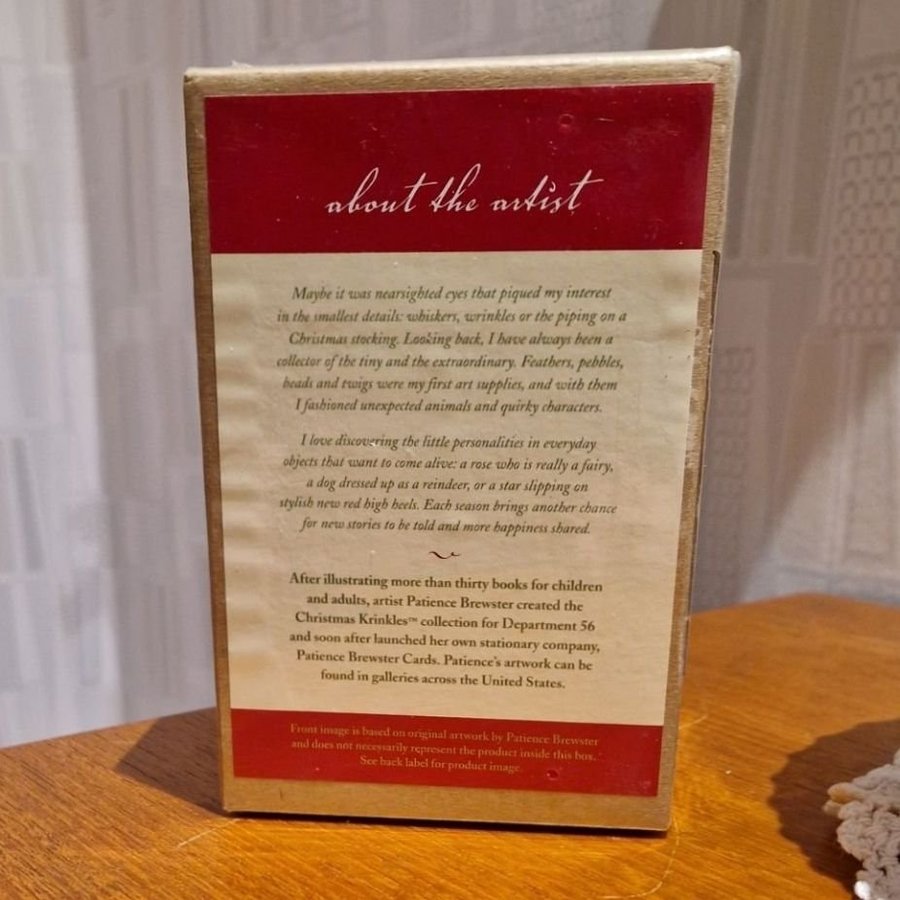 about the artist
Maybe it was nearsighted eyes that piqued my interest
in the smallest details: whiskers, wrinkles or the piping on a
Christmas stocking. Looking back, I have always been a
collector of the tiny and the extraordinary. Feathers, pebbles,
beads and twigs were my first art supplies, and with them
I fashioned unexpected animals and quirky characters.
I love discovering the little personalities in everyday
objects that want to come alive: a rose who is really a fairy,
a dog dressed up as a reindeer, or a star slipping on
stylish new red high heels. Each season brings another chance
for new stories to be told and more happiness shared.
After illustrating more than thirty books for children
and adults, artist Patience Brewster created the
Christmas Krinkles™ collection for Department 56
and soon after launched her own stationary company,
Patience Brewster Cards. Patience's artwork can be
found in galleries across the United States.
Front image is based on original artwork by Patience Brewster
and does not necessarily represent the product inside this box.
See back label for product image.